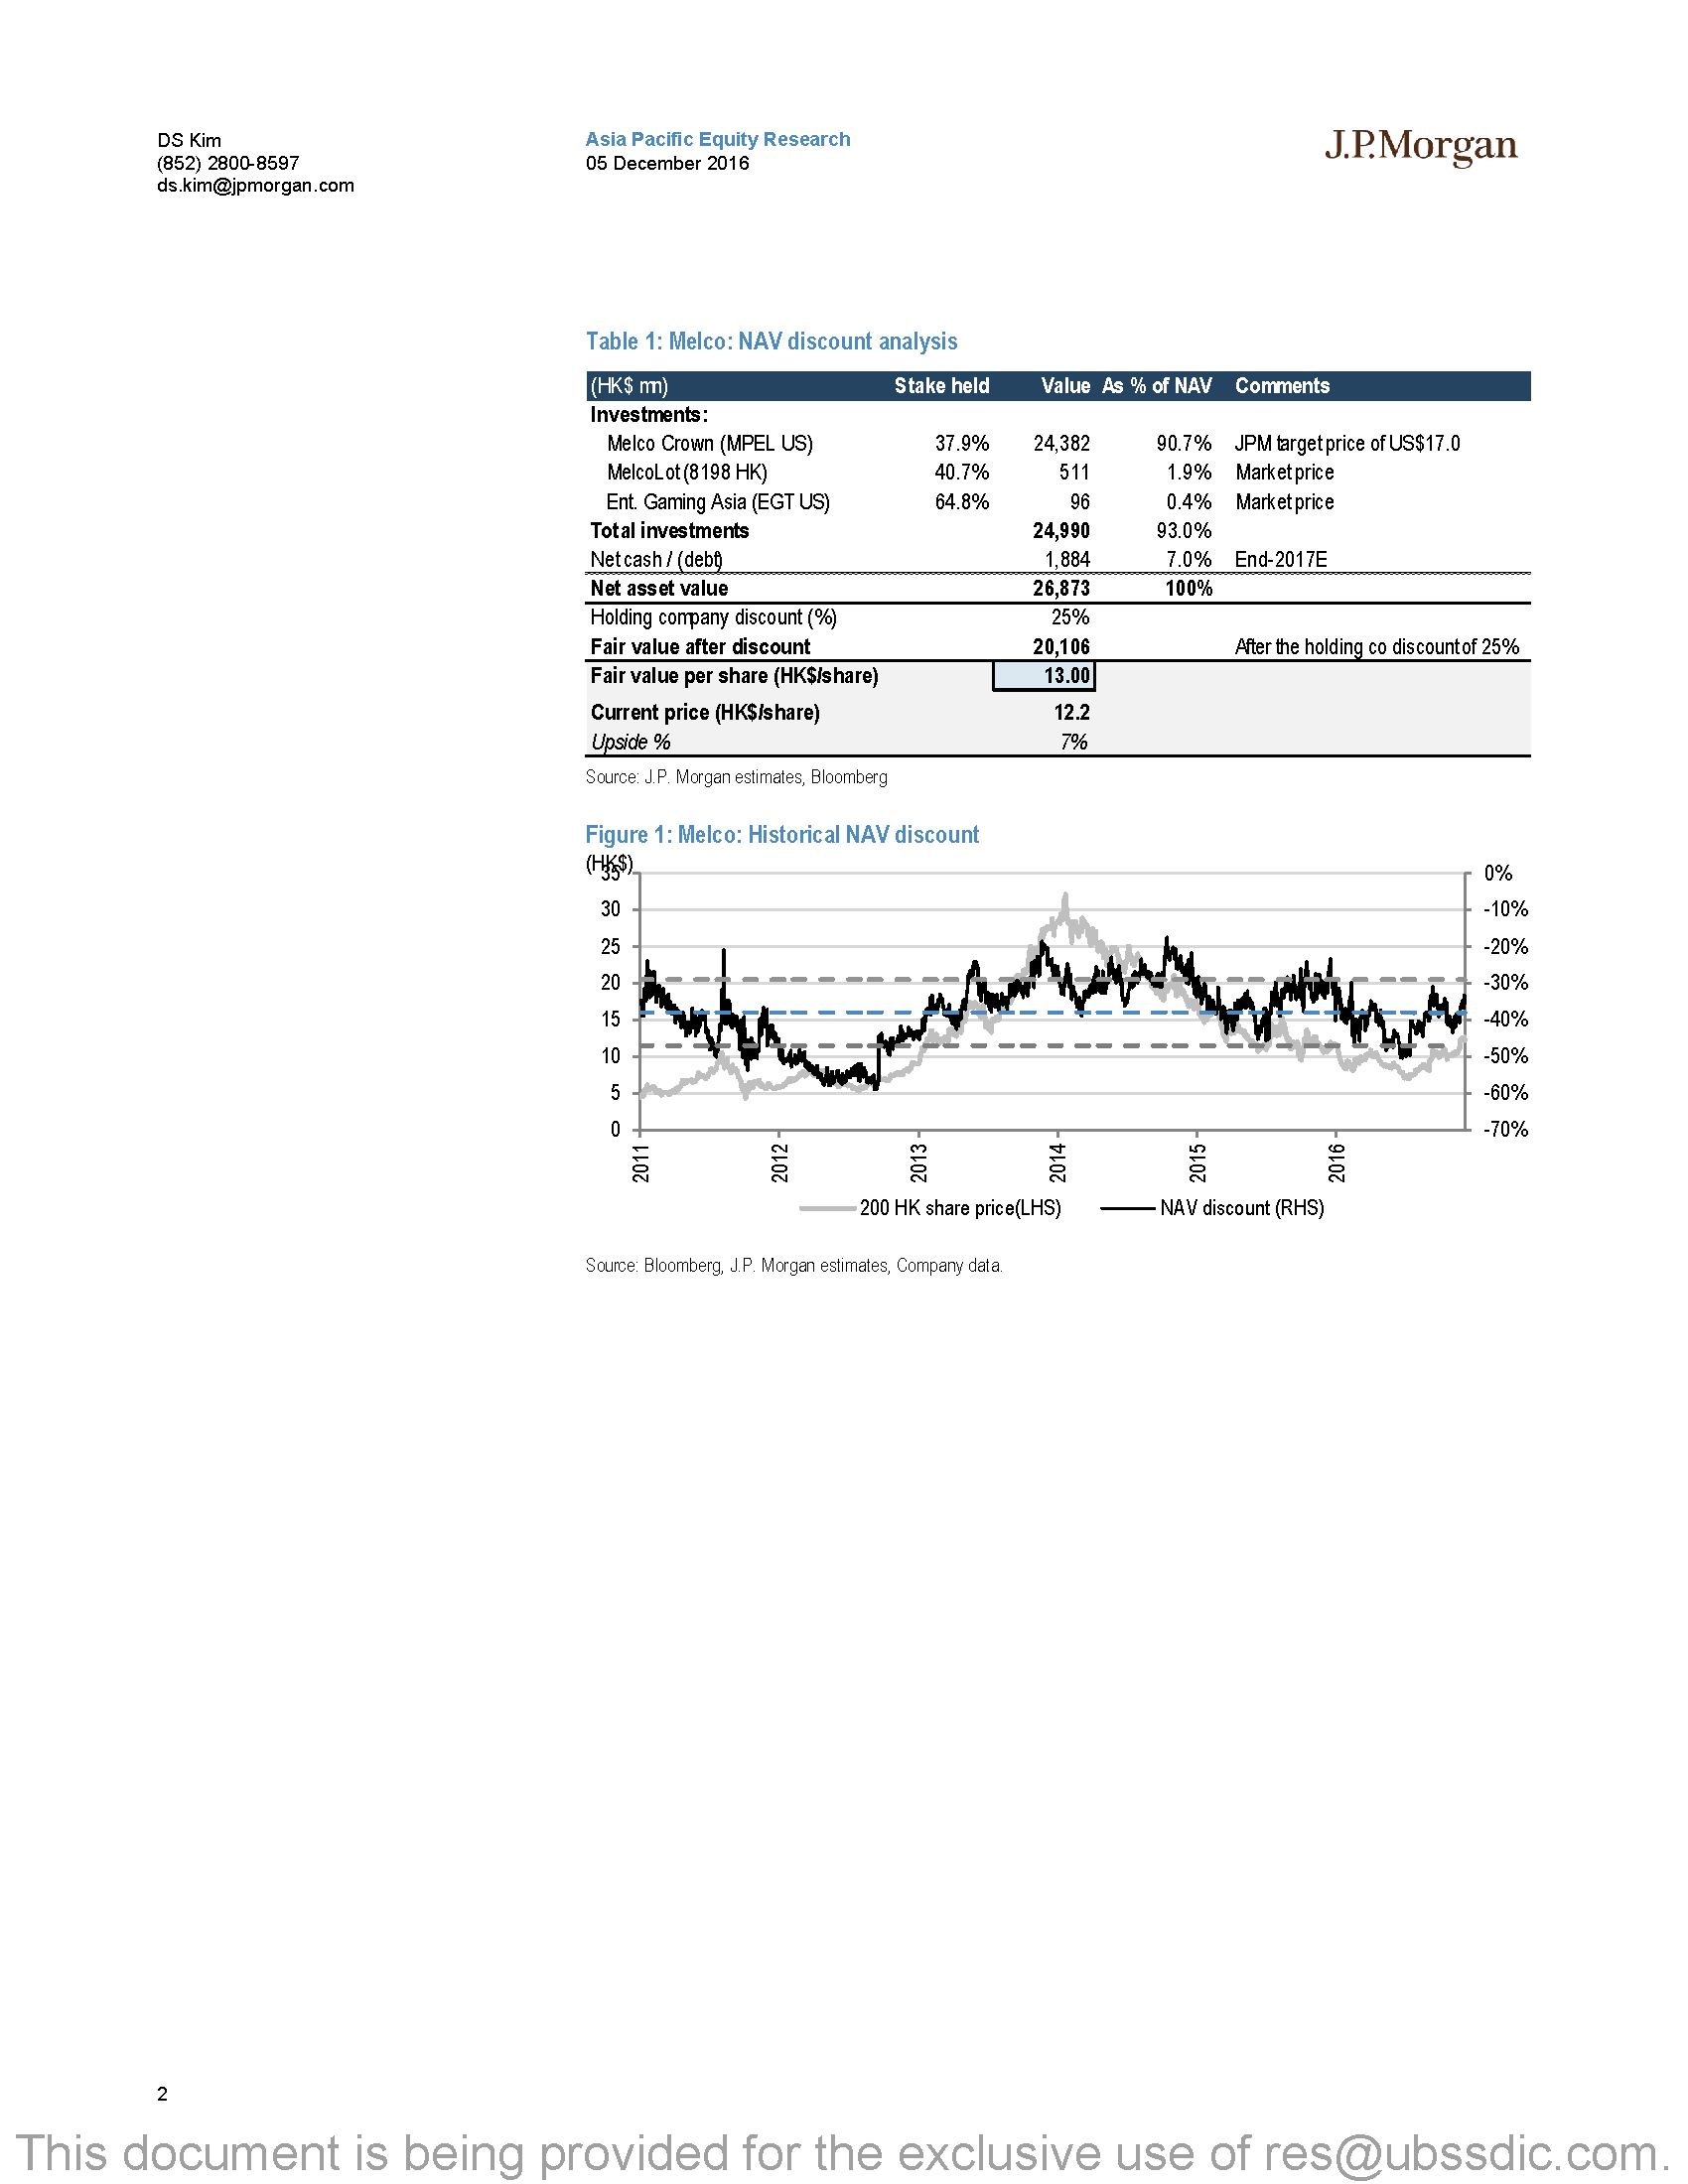 DS Kim
(852) 2800-8597
ds.kim@jpmorgan.com
Asia Pacific Equity Research
05 December 2016
J.P.Morgan
Table 1: Melco: NAV discount analysis
(HK$ mn) Stake held Value As % of NAV Comments
Investments:
Melco Crown (MPEL US) 37.9% 24,382 90.7% JPM target price of US$17.0
MelcoLot (8198 HK) 40.7% 511 1.9% Market price
Ent. Gaming Asia (EGT US) 64.8% 96 0.4% Market price
Total investments 24,990 93.0%
Net cash / (debt) 1,884 7.0% End-2017E
Net asset value 26,873 100%
Holding company discount (%) 25%
Fair value after discount 20,106 After the holding co discount of 25%
Fair value per share (HK$/share) 13.00
Current price (HK$/share) 12.2
Upside % 7%
Source: J.P. Morgan estimates, Bloomberg
Figure 1: Melco: Historical NAV discount
(HK$)
35 0%
30 -10%
25 -20%
20 -30%
15 -40%
10 -50%
5 -60%
0 -70%
2011 2012 2013 2014 2015 2016
200 HK share price(LHS) NAV discount (RHS)
Source: Bloomberg, J.P. Morgan estimates, Company data.
2
This document is being provided for the exclusive use of res@ubssdic.com.